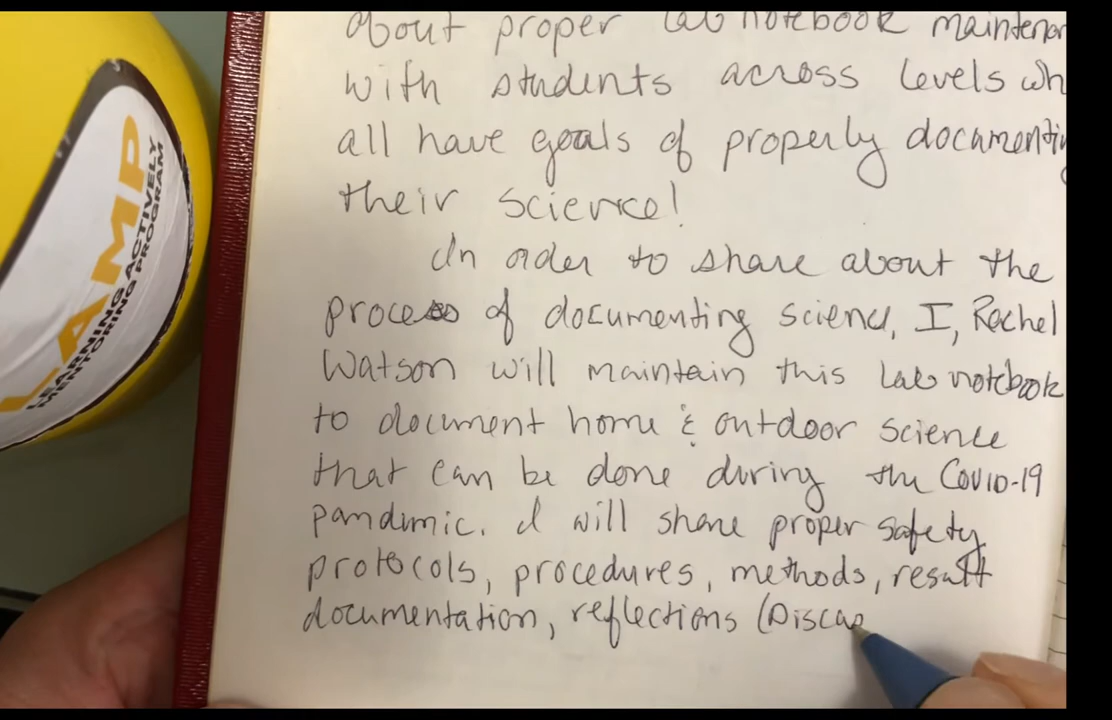 LAMP
LEARNING ACTIVELY
MENTORING PROGRAM
about proper lab notebook maintenan
with students across levels wh
all have goals of properly documentin
their science!
In order to share about the
process of documenting science, I, Rachel
Watson will maintain this lab notebook
to document home & outdoor science
that can be done during the Covid-19
pandemic. I will share proper safety
protocols, procedures, methods, result
documentation, reflections (Discus